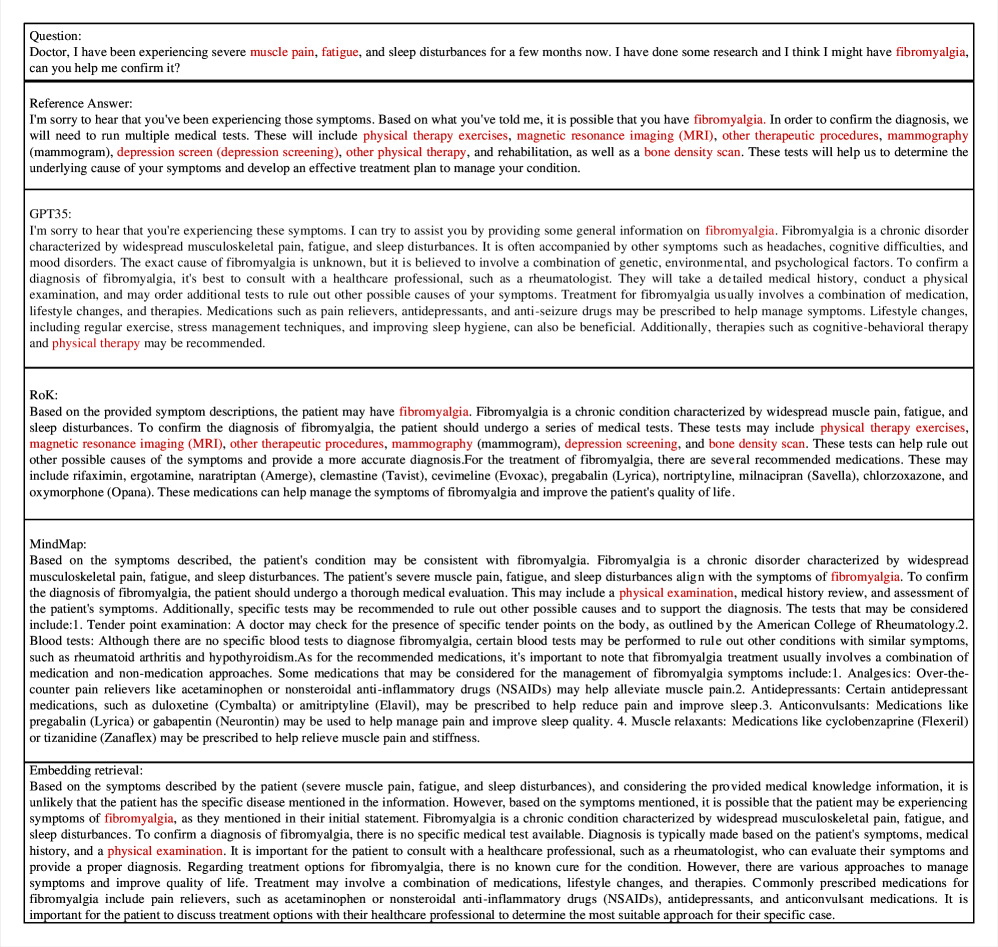 Question:
Doctor, I have been experiencing severe muscle pain, fatigue, and sleep disturbances for a few months now. I have done some research and I think I might have fibromyalgia,
can you help me confirm it?
Reference Answer:
I'm sorry to hear that you've been experiencing those symptoms. Based on what you've told me, it is possible that you have fibromyalgia. In order to confirm the diagnosis, we
will need to run multiple medical tests. These will include physical therapy exercises, magnetic resonance imaging (MRI), other therapeutic procedures, mammography
(mammogram), depression screen (depression screening), other physical therapy, and rehabilitation, as well as a bone density scan. These tests will help us to determine the
underlying cause of your symptoms and develop an effective treatment plan to manage your condition.
GPT35:
I'm sorry to hear that you're experiencing these symptoms. I can try to assist you by providing some general information on fibromyalgia. Fibromyalgia is a chronic disorder
characterized by widespread musculoskeletal pain, fatigue, and sleep disturbances. It is often accompanied by other symptoms such as headaches, cognitive difficulties, and
mood disorders. The exact cause of fibromyalgia is unknown, but it is believed to involve a combination of genetic, environmental, and psychological factors. To confirm a
diagnosis of fibromyalgia, it's best to consult with a healthcare professional, such as a rheumatologist. They will take a detailed medical history, conduct a physical
examination, and may order additional tests to rule out other possible causes of your symptoms. Treatment for fibromyalgia usually involves a combination of medication,
lifestyle changes, and therapies. Medications such as pain relievers, antidepressants, and anti-seizure drugs may be prescribed to help manage symptoms. Lifestyle changes,
including regular exercise, stress management techniques, and improving sleep hygiene, can also be beneficial. Additionally, therapies such as cognitive-behavioral therapy
and physical therapy may be recommended.
RoK:
Based on the provided symptom descriptions, the patient may have fibromyalgia. Fibromyalgia is a chronic condition characterized by widespread muscle pain, fatigue, and
sleep disturbances. To confirm the diagnosis of fibromyalgia, the patient should undergo a series of medical tests. These tests may include physical therapy exercises,
magnetic resonance imaging (MRI), other therapeutic procedures, mammography (mammogram), depression screening, and bone density scan. These tests can help rule out
other possible causes of the symptoms and provide a more accurate diagnosis.For the treatment of fibromyalgia, there are several recommended medications. These may
include rifaximin, ergotamine, naratriptan (Amerge), clemastine (Tavist), cevimeline (Evoxac), pregabalin (Lyrica), nortriptyline, milnacipran (Savella), chlorzoxazone, and
oxymorphone (Opana). These medications can help manage the symptoms of fibromyalgia and improve the patient's quality of life.
MindMap:
Based on the symptoms described, the patient's condition may be consistent with fibromyalgia. Fibromyalgia is a chronic disorder characterized by widespread
musculoskeletal pain, fatigue, and sleep disturbances. The patient's severe muscle pain, fatigue, and sleep disturbances align with the symptoms of fibromyalgia. To confirm
the diagnosis of fibromyalgia, the patient should undergo a thorough medical evaluation. This may include a physical examination, medical history review, and assessment of
the patient's symptoms. Additionally, specific tests may be recommended to rule out other possible causes and to support the diagnosis. The tests that may be considered
include:1. Tender point examination: A doctor may check for the presence of specific tender points on the body, as outlined by the American College of Rheumatology.2.
Blood tests: Although there are no specific blood tests to diagnose fibromyalgia, certain blood tests may be performed to rule out other conditions with similar symptoms,
such as rheumatoid arthritis and hypothyroidism.As for the recommended medications, it's important to note that fibromyalgia treatment usually involves a combination of
medication and non-medication approaches. Some medications that may be considered for the management of fibromyalgia symptoms include:1. Analgesics: Over-the-
counter pain relievers like acetaminophen or nonsteroidal anti-inflammatory drugs (NSAIDs) may help alleviate muscle pain.2. Antidepressants: Certain antidepressant
medications, such as duloxetine (Cymbalta) or amitriptyline (Elavil), may be prescribed to help reduce pain and improve sleep.3. Anticonvulsants: Medications like
pregabalin (Lyrica) or gabapentin (Neurontin) may be used to help manage pain and improve sleep quality. 4. Muscle relaxants: Medications like cyclobenzaprine (Flexeril)
or tizanidine (Zanaflex) may be prescribed to help relieve muscle pain and stiffness.
Embedding retrieval:
Based on the symptoms described by the patient (severe muscle pain, fatigue, and sleep disturbances), and considering the provided medical knowledge information, it is
unlikely that the patient has the specific disease mentioned in the information. However, based on the symptoms mentioned, it is possible that the patient may be experiencing
symptoms of fibromyalgia, as they mentioned in their initial statement. Fibromyalgia is a chronic condition characterized by widespread musculoskeletal pain, fatigue, and
sleep disturbances. To confirm a diagnosis of fibromyalgia, there is no specific medical test available. Diagnosis is typically made based on the patient's symptoms, medical
history, and a physical examination. It is important for the patient to consult with a healthcare professional, such as a rheumatologist, who can evaluate their symptoms and
provide a proper diagnosis. Regarding treatment options for fibromyalgia, there is no known cure for the condition. However, there are various approaches to manage
symptoms and improve quality of life. Treatment may involve a combination of medications, lifestyle changes, and therapies. Commonly prescribed medications for
fibromyalgia include pain relievers, such as acetaminophen or nonsteroidal anti-inflammatory drugs (NSAIDs), antidepressants, and anticonvulsant medications. It is
important for the patient to discuss treatment options with their healthcare professional to determine the most suitable approach for their specific case.